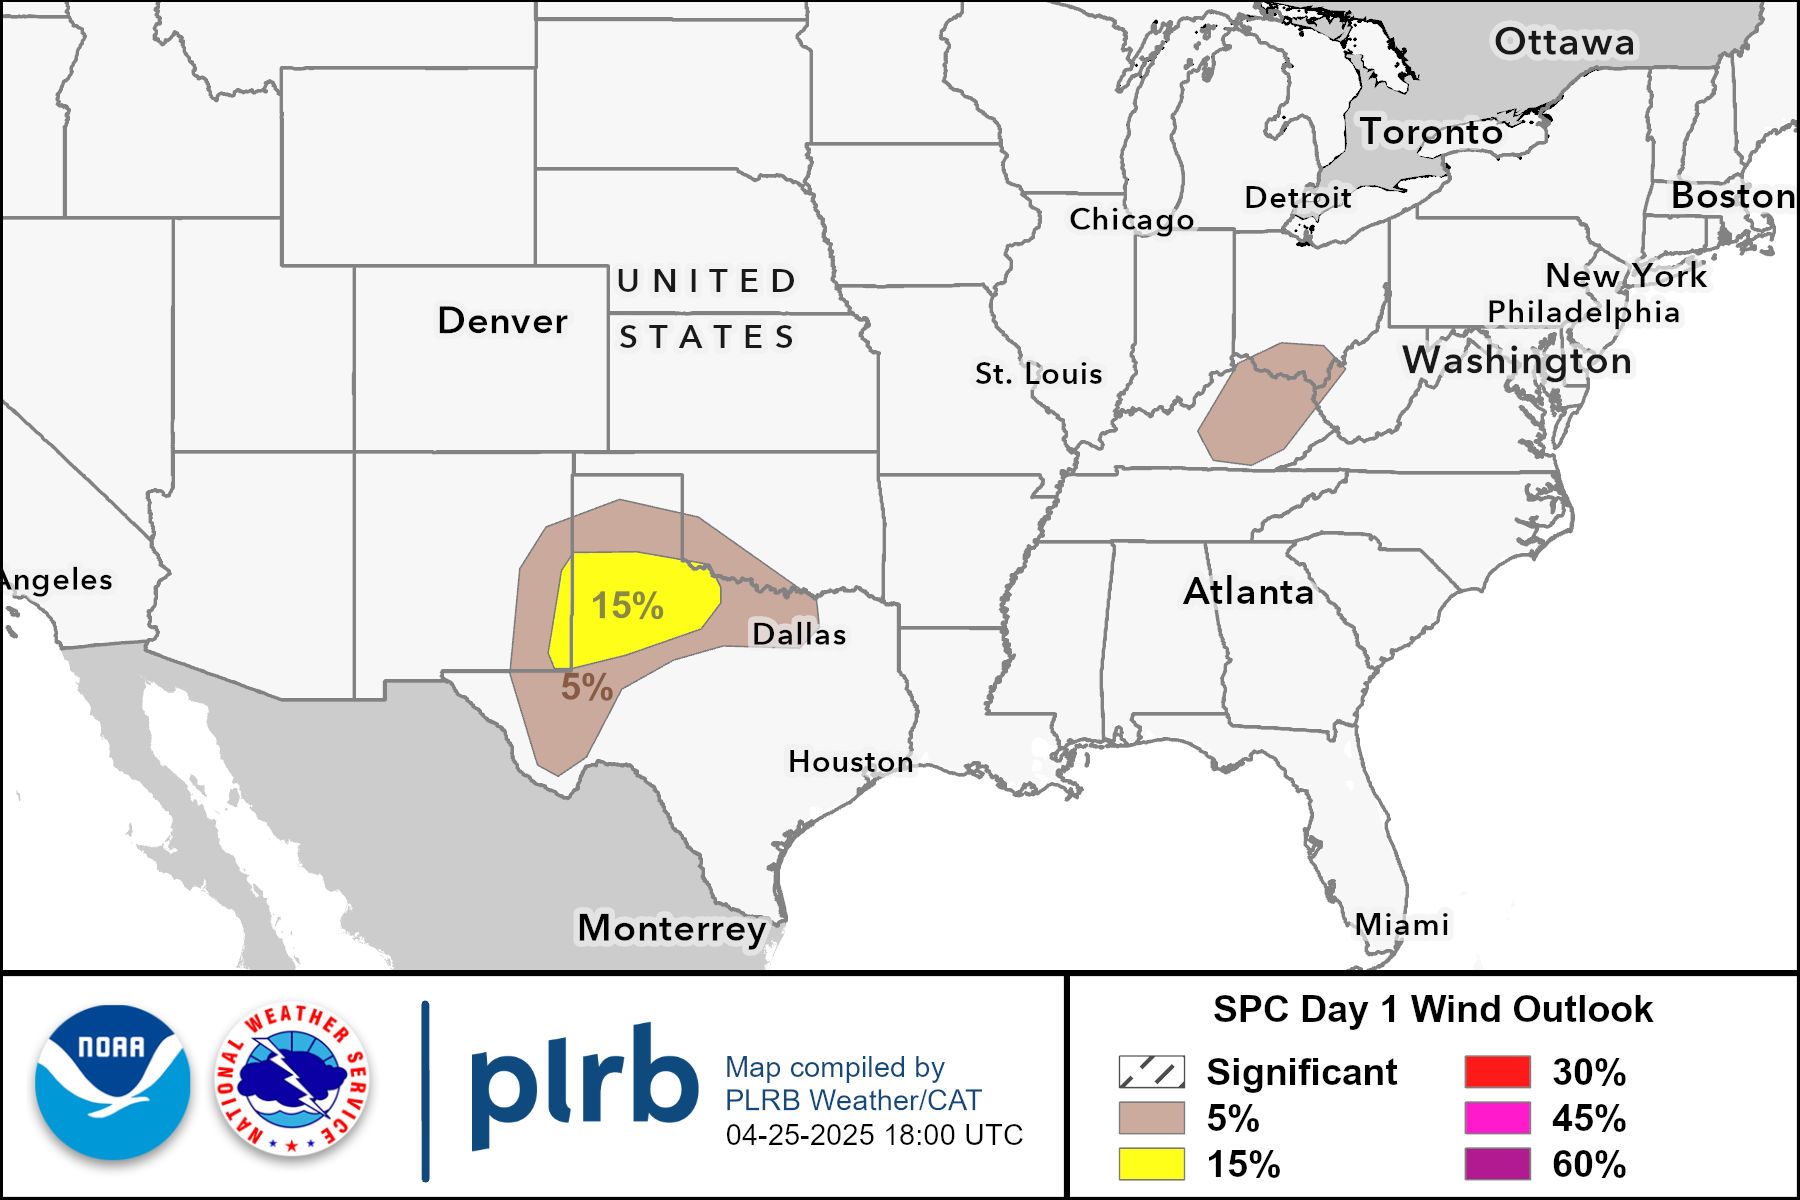 Ottawa
Toronto
Detroit
Boston
Chicago
New York
UNITED
Philadelphia
Denver
STATES
Washington
St. Louis
Angeles
15%
Atlanta
Dallas
5%
Houston
Monterrey
Miami
NOAA
NATIONAL WEATHER SERVICE
plrb
Map compiled by
PLRB Weather/CAT
04-25-2025 18:00 UTC
SPC Day 1 Wind Outlook
Significant
5%
15%
30%
45%
60%